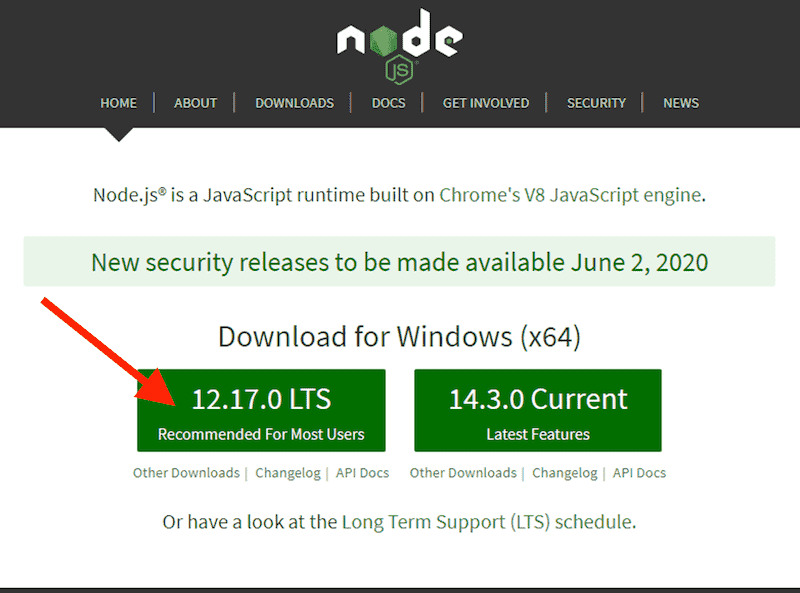 node
JS
HOME | ABOUT | DOWNLOADS | DOCS | GET INVOLVED | SECURITY | NEWS
Node.js® is a JavaScript runtime built on Chrome's V8 JavaScript engine.
New security releases to be made available June 2, 2020
Download for Windows (x64)
12.17.0 LTS
Recommended For Most Users
14.3.0 Current
Latest Features
Other Downloads | Changelog | API Docs
Other Downloads | Changelog | API Docs
Or have a look at the Long Term Support (LTS) schedule.